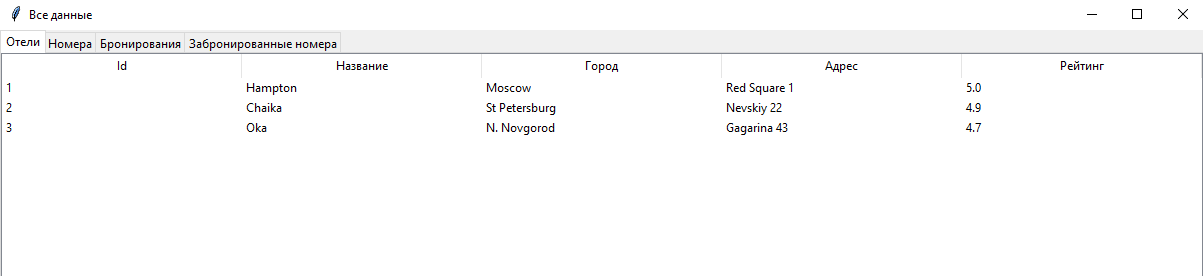 Все данные
Отели Номера Бронирования Забронированные номера
Id Название Город Адрес Рейтинг
1 Hampton Moscow Red Square 1 5.0
2 Chaika St Petersburg Nevskiy 22 4.9
3 Oka N. Novgorod Gagarina 43 4.7